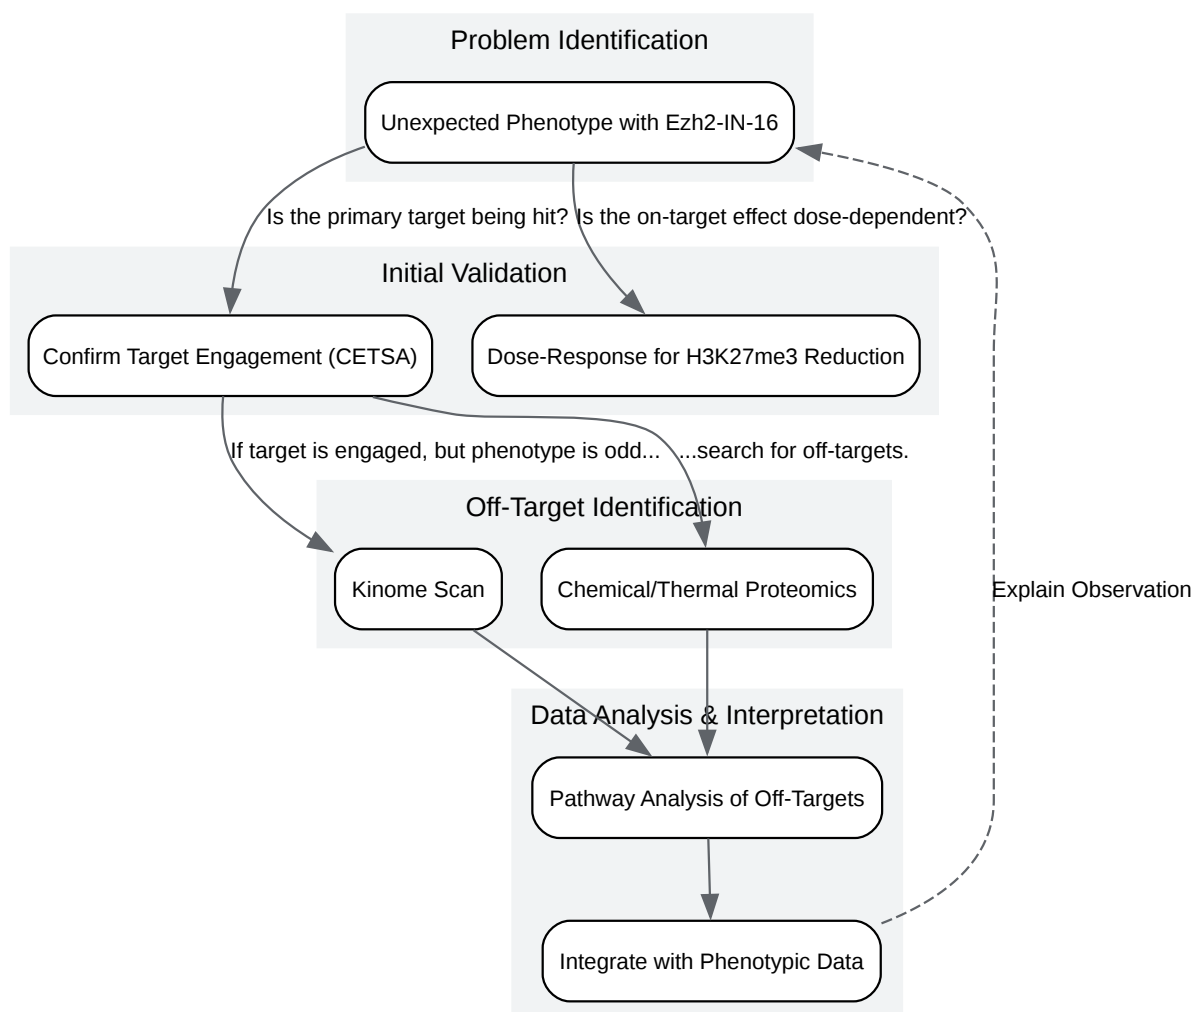 Problem Identification
Unexpected Phenotype with Ezh2-IN-16
Is the primary target being hit?
Is the on-target effect dose-dependent?
Initial Validation
Confirm Target Engagement (CETSA)
Dose-Response for H3K27me3 Reduction
If target is engaged, but phenotype is odd...
...search for off-targets.
Off-Target Identification
Kinome Scan
Chemical/Thermal Proteomics
Explain Observation
Data Analysis & Interpretation
Pathway Analysis of Off-Targets
Integrate with Phenotypic Data